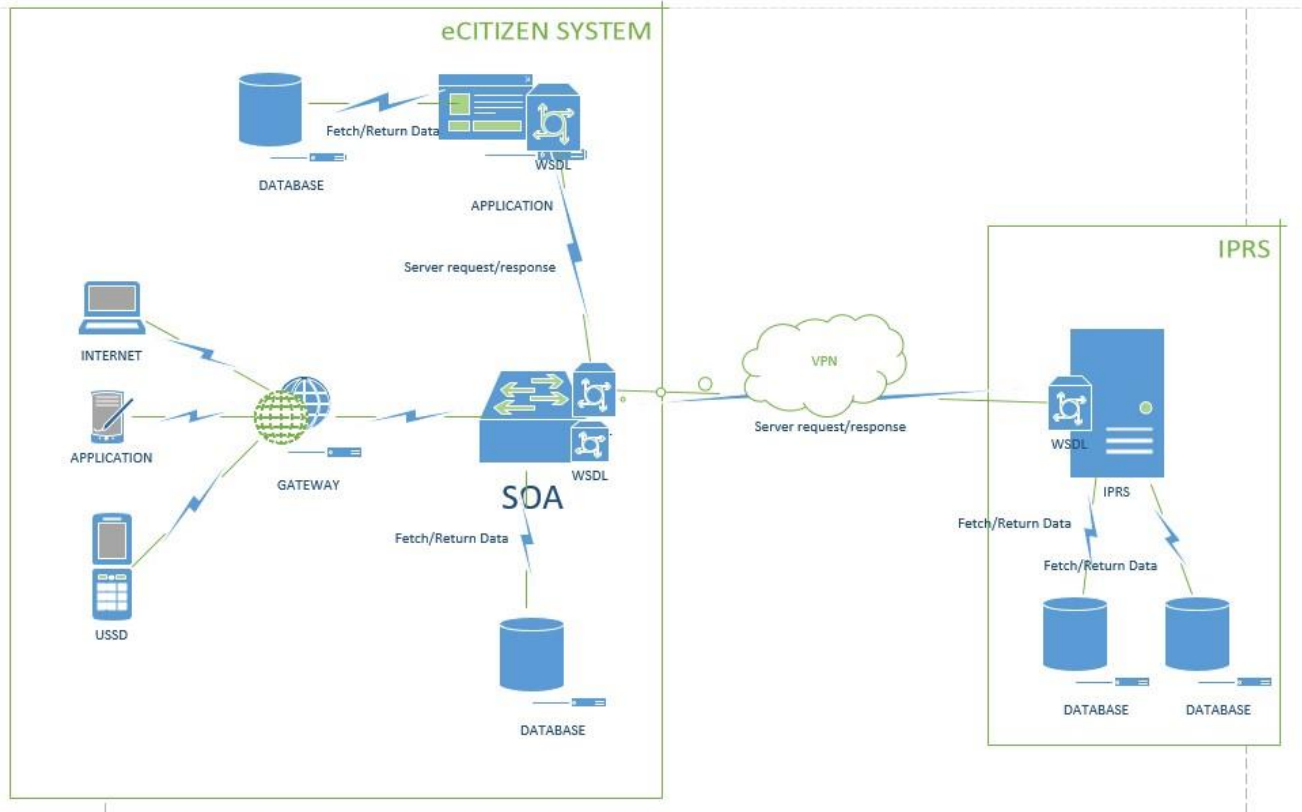 eCITIZEN SYSTEM
Fetch/Return Data
WSDL
DATABASE
APPLICATION
Server request/response
INTERNET
APPLICATION
GATEWAY
USSD
WSDL
SOA
Fetch/Return Data
DATABASE
VPN
Server request/response
IPRS
WSDL
IPRS
Fetch/Return Data
Fetch/Return Data
DATABASE
DATABASE